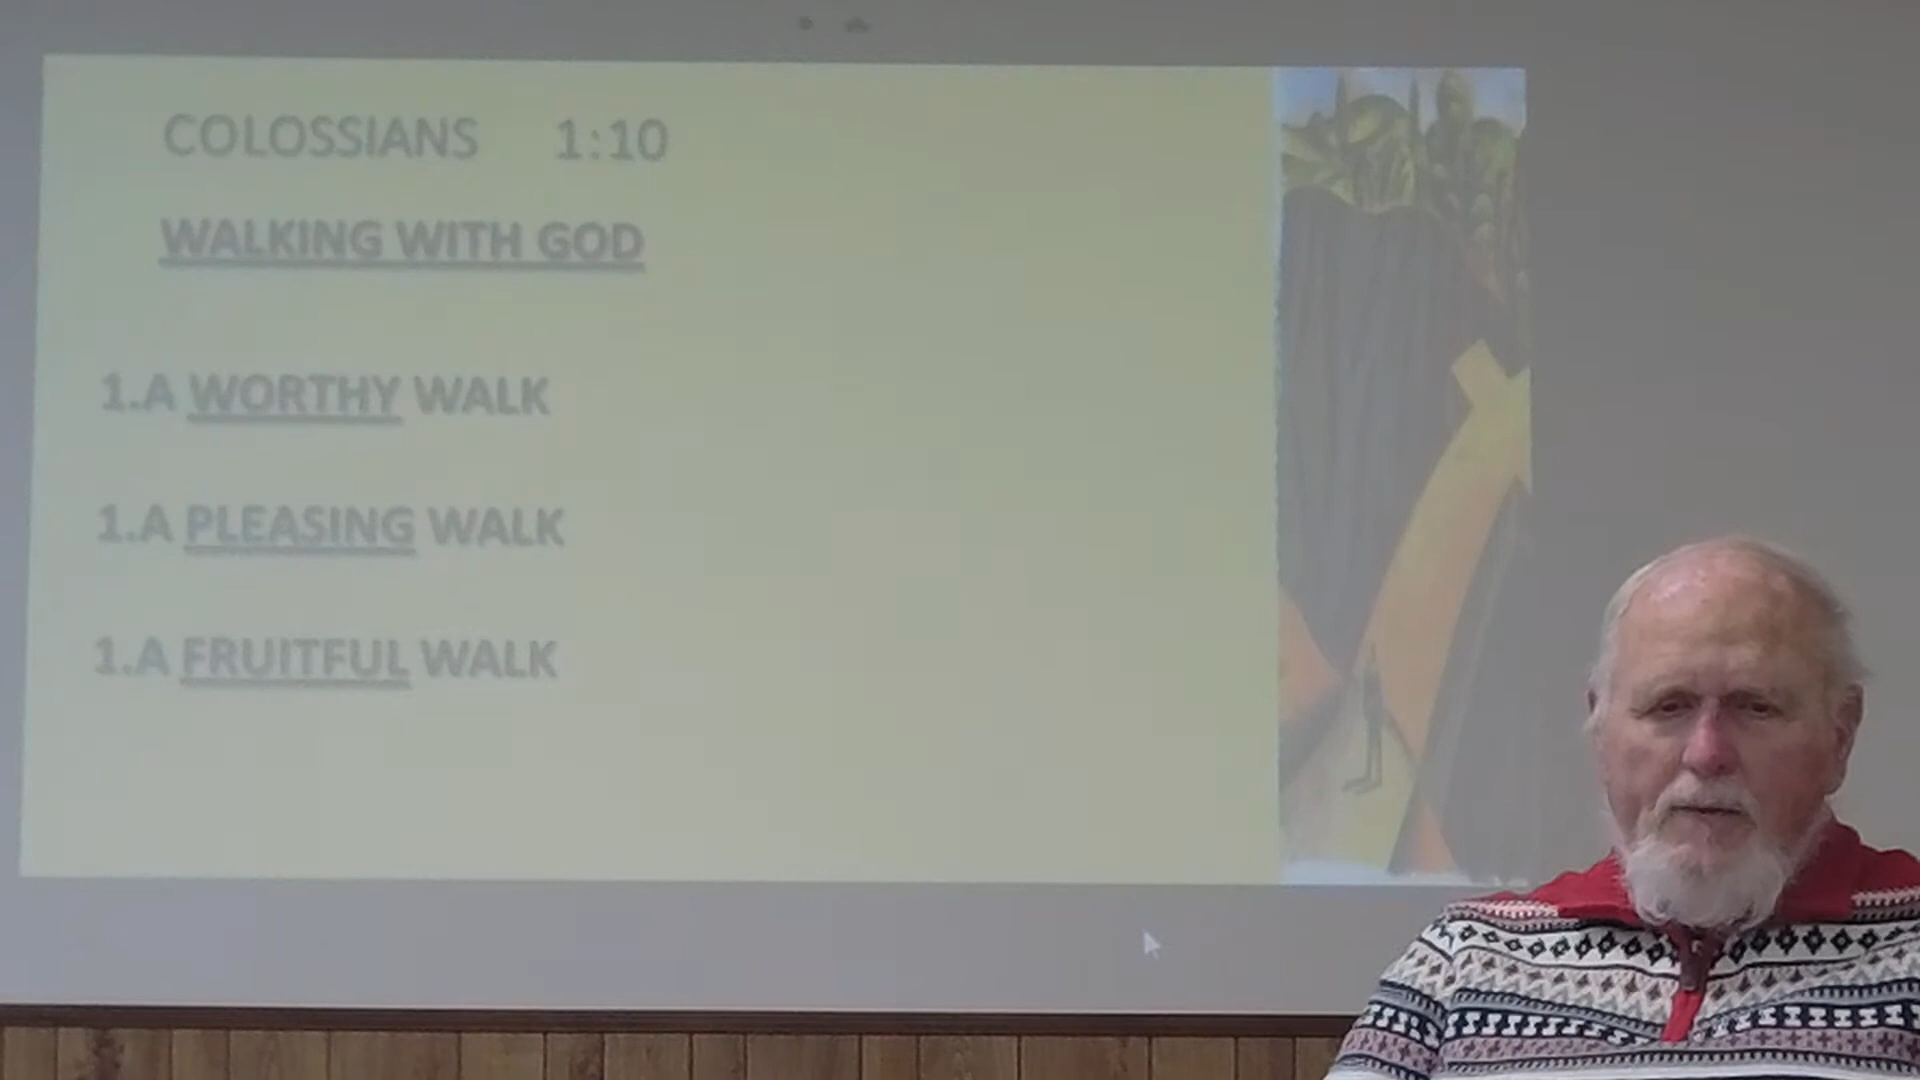 COLOSSIANS 1:10
WALKING WITH GOD
1.A WORTHY WALK
1.A PLEASING WALK
1.A FRUITFUL WALK